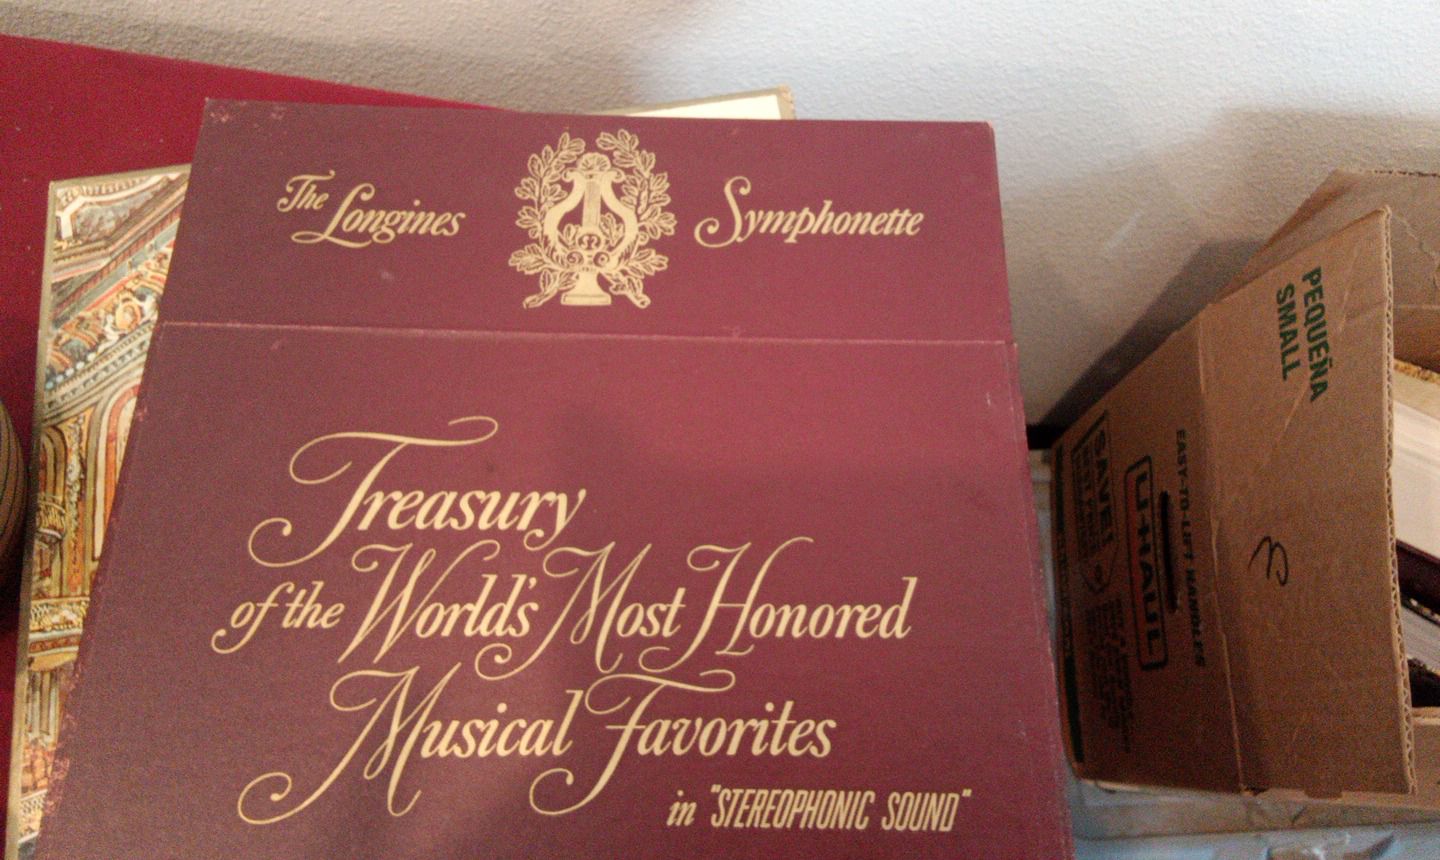 The Longines Symphonette
Treasury
of the World's Most Honored
Musical Favorites
in "STEREOPHONIC SOUND"
PEQUEÑA
SMALL
EASY-TO-LIFT HANDLES
U-HAUL
SAVE!